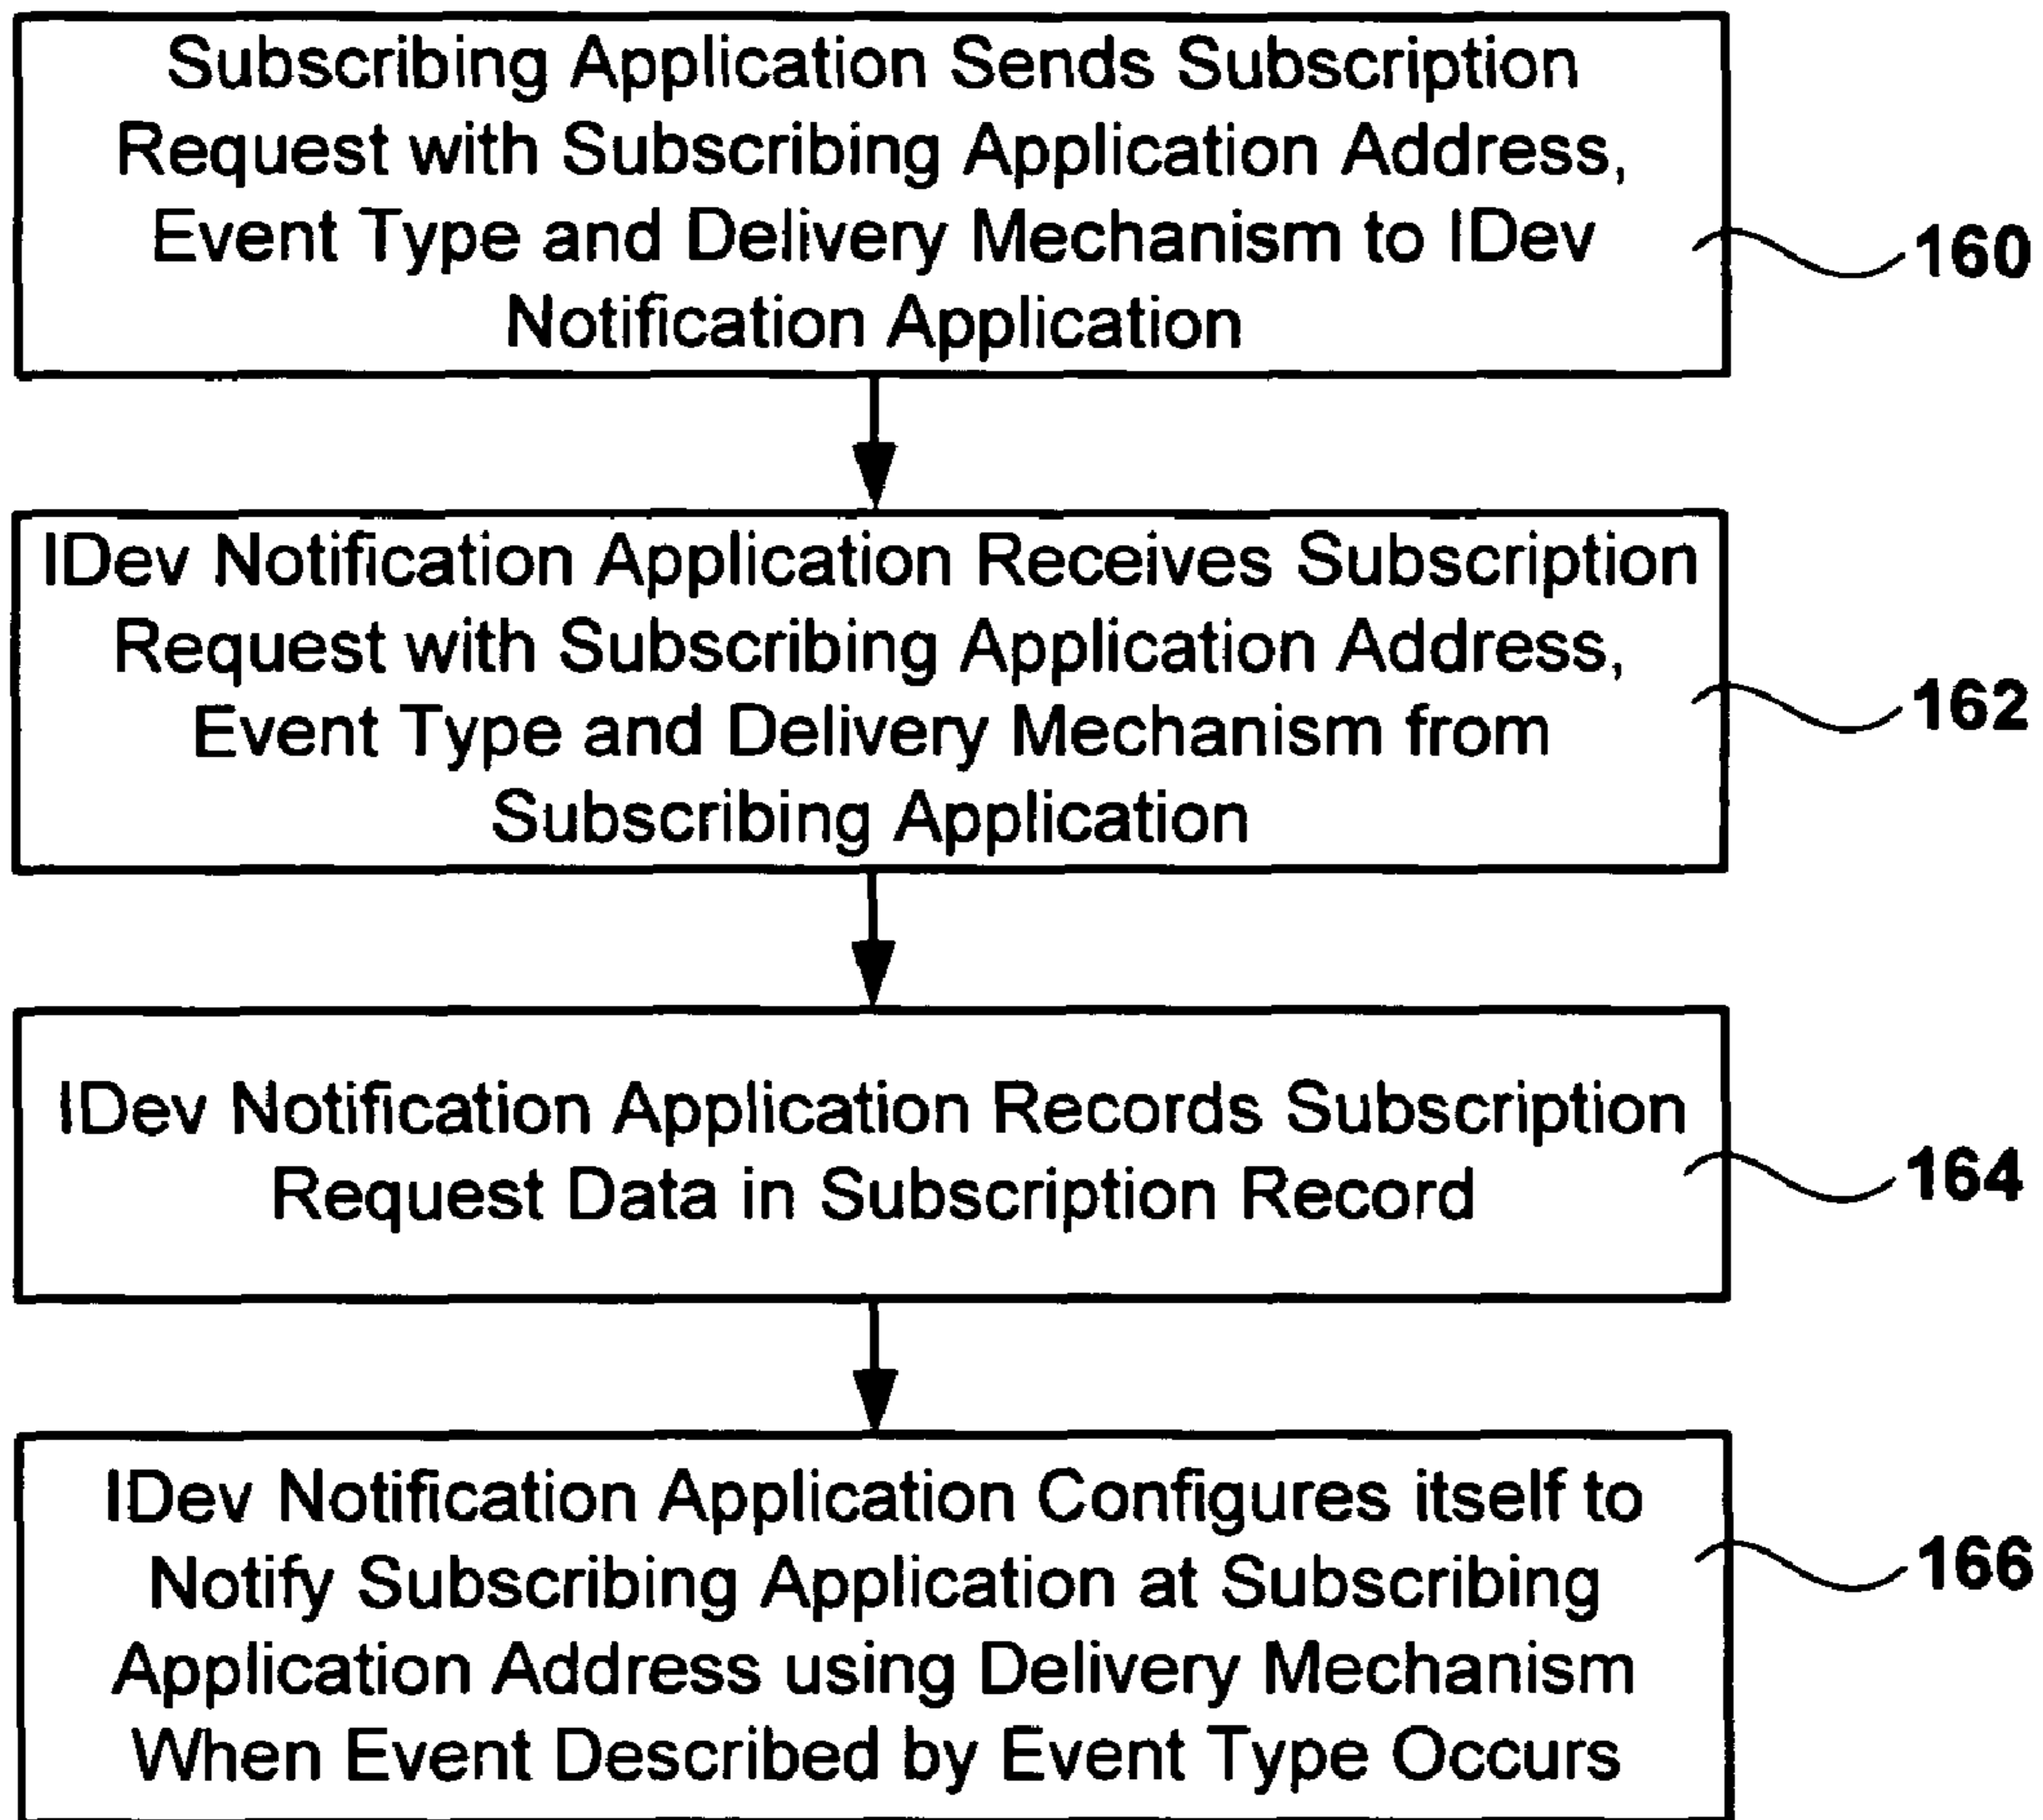 Subscribing Application Sends Subscription
Request with Subscribing Application Address,
Event Type and Delivery Mechanism to IDev
Notification Application
160
IDev Notification Application Receives Subscription
Request with Subscribing Application Address,
Event Type and Delivery Mechanism from
Subscribing Application
162
IDev Notification Application Records Subscription
Request Data in Subscription Record
164
IDev Notification Application Configures itself to
Notify Subscribing Application at Subscribing
Application Address using Delivery Mechanism
When Event Described by Event Type Occurs
166